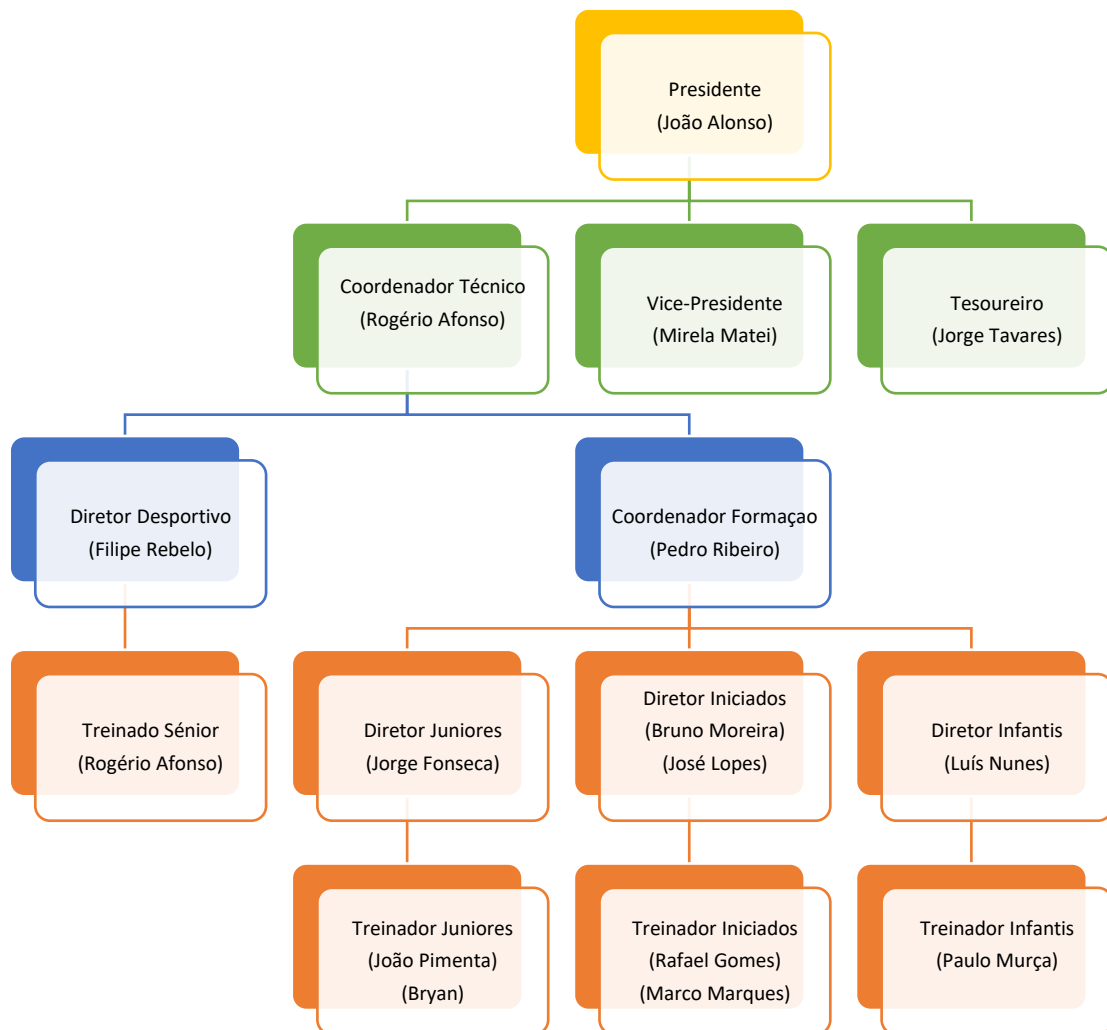 Presidente
(João Alonso)
Coordenador Técnico
(Rogério Afonso)
Vice-Presidente
(Mirela Matei)
Tesoureiro
(Jorge Tavares)
Diretor Desportivo
(Filipe Rebelo)
Coordenador Formaçao
(Pedro Ribeiro)
Treinado Sénior
(Rogério Afonso)
Diretor Juniores
(Jorge Fonseca)
Diretor Iniciados
(Bruno Moreira)
(José Lopes)
Diretor Infantis
(Luís Nunes)
Treinador Juniores
(João Pimenta)
(Bryan)
Treinador Iniciados
(Rafael Gomes)
(Marco Marques)
Treinador Infantis
(Paulo Murça)